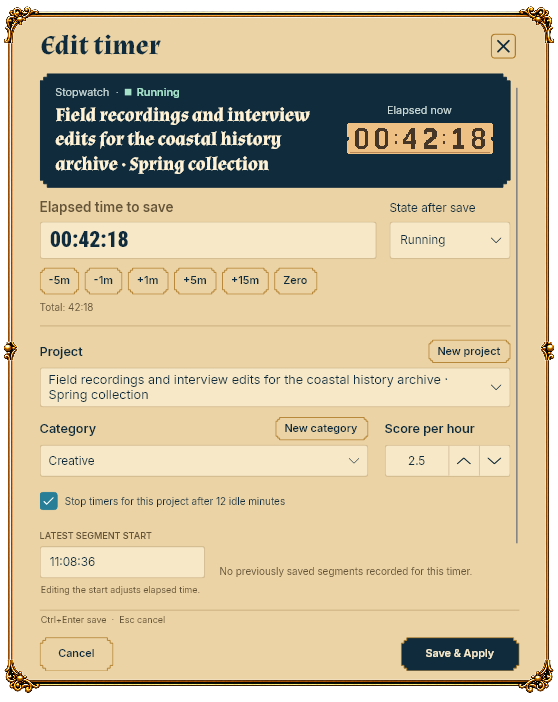 Edit timer
Stopwatch · Running
Field recordings and interview
edits for the coastal history
archive · Spring collection
Elapsed now
00:42:18
Elapsed time to save
State after save
00:42:18
Running
-5m -1m +1m +5m +15m Zero
Total: 42:18
Project
New project
Field recordings and interview edits for the coastal history archive ·
Spring collection
Category
New category
Score per hour
Creative
2.5
Stop timers for this project after 12 idle minutes
LATEST SEGMENT START
11:08:36
No previously saved segments recorded for this timer.
Editing the start adjusts elapsed time.
Ctrl+Enter save · Esc cancel
Cancel
Save & Apply